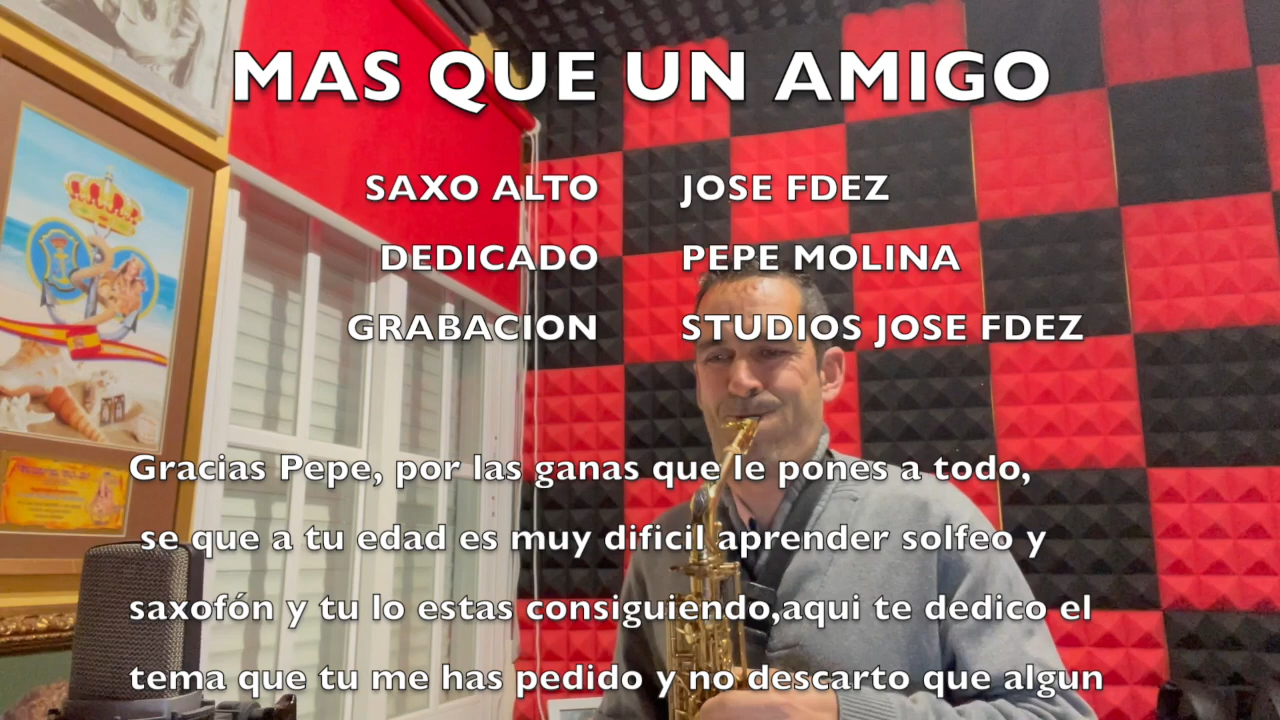 MAS QUE UN AMIGO
SAXO ALTO JOSE FDEZ
DEDICADO PEPE MOLINA
GRABACION STUDIOS JOSE FDEZ
Gracias Pepe, por las ganas que le pones a todo,
se que a tu edad es muy dificil aprender solfeo y
saxofón y tu lo estas consiguiendo,aqui te dedico el
tema que tu me has pedido y no descarto que algun